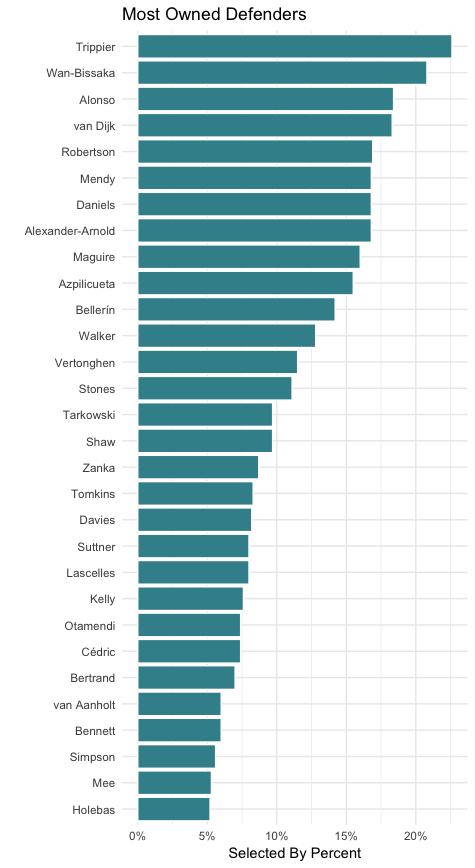 Most Owned Defenders
Trippier
Wan-Bissaka
Alonso
van Dijk
Robertson
Mendy
Daniels
Alexander-Arnold
Maguire
Azpilicueta
Bellerín
Walker
Vertonghen
Stones
Tarkowski
Shaw
Zanka
Tomkins
Davies
Suttner
Lascelles
Kelly
Otamendi
Cédric
Bertrand
van Aanholt
Bennett
Simpson
Mee
Holebas
0% 5% 10% 15% 20%
Selected By Percent